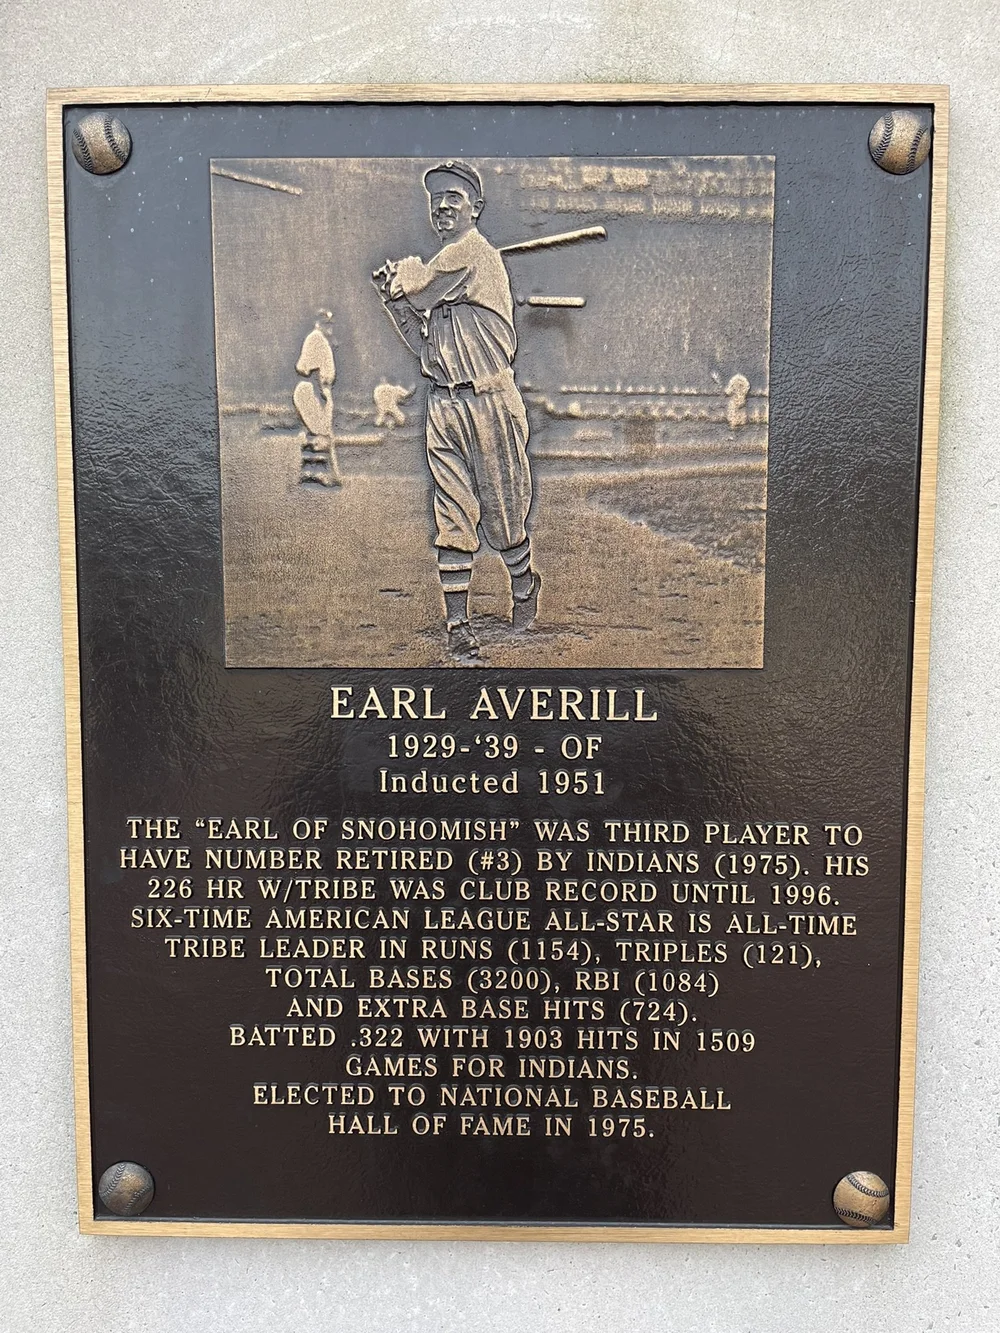 EARL AVERILL
1929-‘39 - OF
Inducted 1951
THE “EARL OF SNOHOMISH” WAS THIRD PLAYER TO
HAVE NUMBER RETIRED (#3) BY INDIANS (1975). HIS
226 HR W/TRIBE WAS CLUB RECORD UNTIL 1996.
SIX-TIME AMERICAN LEAGUE ALL-STAR IS ALL-TIME
TRIBE LEADER IN RUNS (1154), TRIPLES (121),
TOTAL BASES (3200), RBI (1084)
AND EXTRA BASE HITS (724).
BATTED .322 WITH 1903 HITS IN 1509
GAMES FOR INDIANS.
ELECTED TO NATIONAL BASEBALL
HALL OF FAME IN 1975.